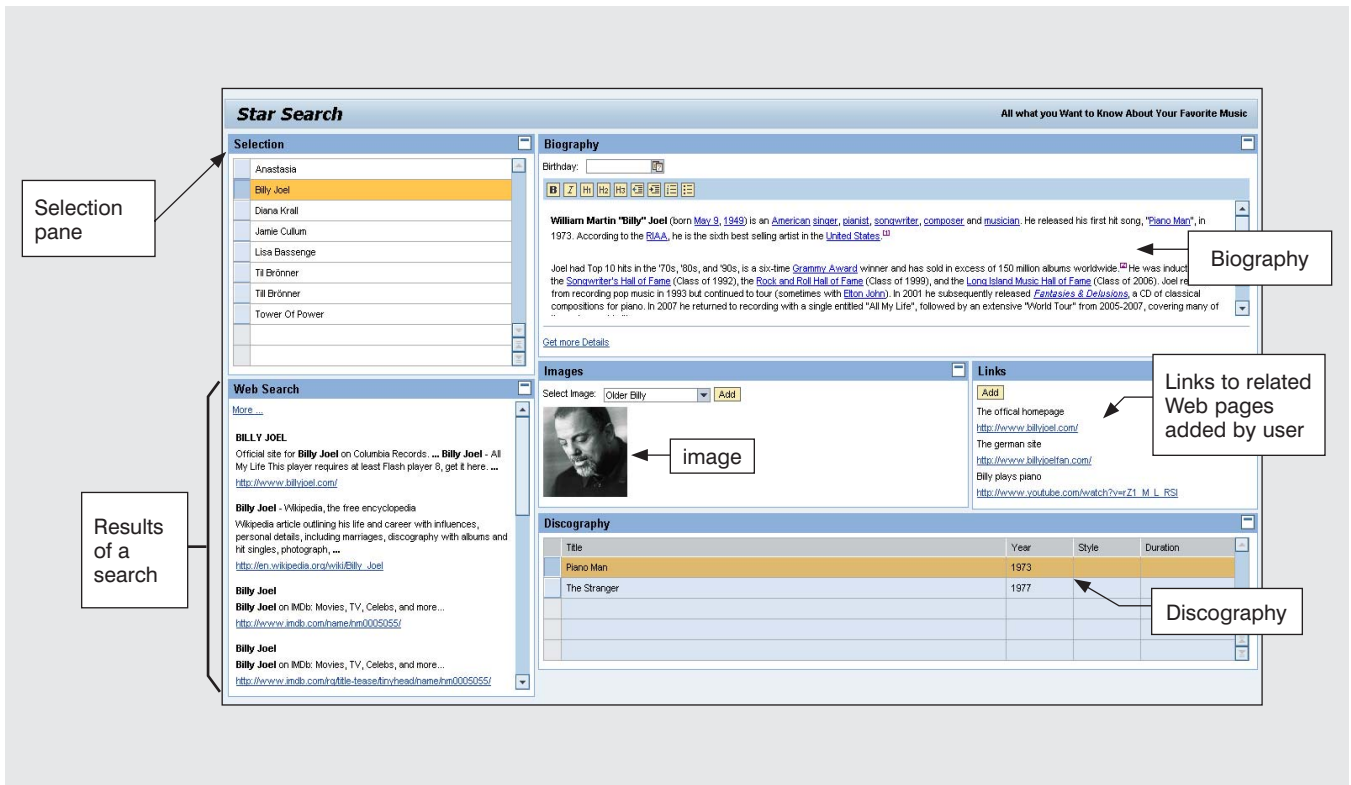 Star Search
All what you Want to Know About Your Favorite Music
Selection
Anastasia
Billy Joel
Diana Krall
Jamie Cullum
Lisa Bassenge
Til Brönner
Till Brönner
Tower Of Power
Selection
pane
Biography
Birthday:
B I H1 H2 H3
William Martin "Billy" Joel (born May 9, 1949) is an American singer, pianist, songwriter, composer and musician. He released his first hit song, "Piano Man", in
1973. According to the RIAA, he is the sixth best selling artist in the United States.[1]
Joel had Top 10 hits in the '70s, '80s, and '90s, is a six-time Grammy Award winner and has sold in excess of 150 million albums worldwide.[2] He was
the Songwriter's Hall of Fame (Class of 1992), the Rock and Roll Hall of Fame (Class of 1999), and the Long Island Music Hall of Fame (Class of 2006). Joel
from recording pop music in 1993 but continued to tour (sometimes with Elton John). In 2001 he subsequently released Fantasies & Delusions, a CD of classical
compositions for piano. In 2007 he returned to recording with a single entitled "All My Life", followed by an extensive "World Tour" from 2005-2007, covering many of
Get more Details
Biography
Web Search
More ...
BILLY JOEL
Official site for Billy Joel on Columbia Records. ... Billy Joel - All
My Life This player requires at least Flash player 8, get it here. ...
http://www.billyjoel.com/
Billy Joel - Wikipedia, the free encyclopedia
Wikipedia article outlining his life and career with influences,
personal details, including marriages, discography with albums and
hit singles, photograph, ...
http://en.wikipedia.org/wiki/Billy_Joel
Billy Joel
Billy Joel on IMDb: Movies, TV, Celebs, and more...
http://www.imdb.com/name/nm0005055/
Billy Joel
Billy Joel on IMDb: Movies, TV, Celebs, and more...
http://www.imdb.com/rg/title-tease/tinyhead/name/nm0005055/
Results
of a
search
Images
Select Image: Older Billy Add
image
Links
Add
The offical homepage
http://www.billyjoel.com/
The german site
http://www.billyjoelfan.com/
Billy plays piano
http://www.youtube.com/watch?v=rZ1_M_L_RSI
Links to related
Web pages
added by user
Discography
Title Year Style Duration
Piano Man 1973
The Stranger 1977
Discography